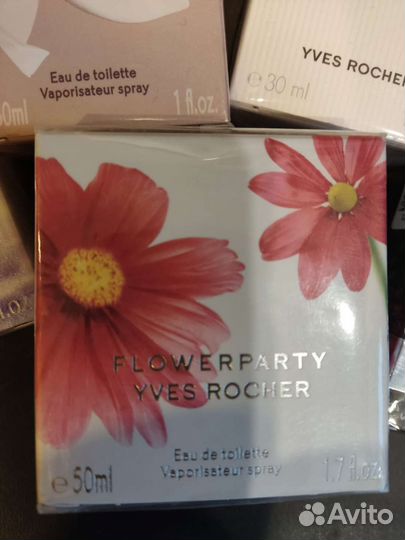 Eau de toilette
Vaporisateur spray
1 fl.oz.
YVES ROCHER
e 30 ml
FLOWERPARTY
YVES ROCHER
Eau de toilette
Vaporisateur spray
e 50ml
1.7 fl.oz.
Avito